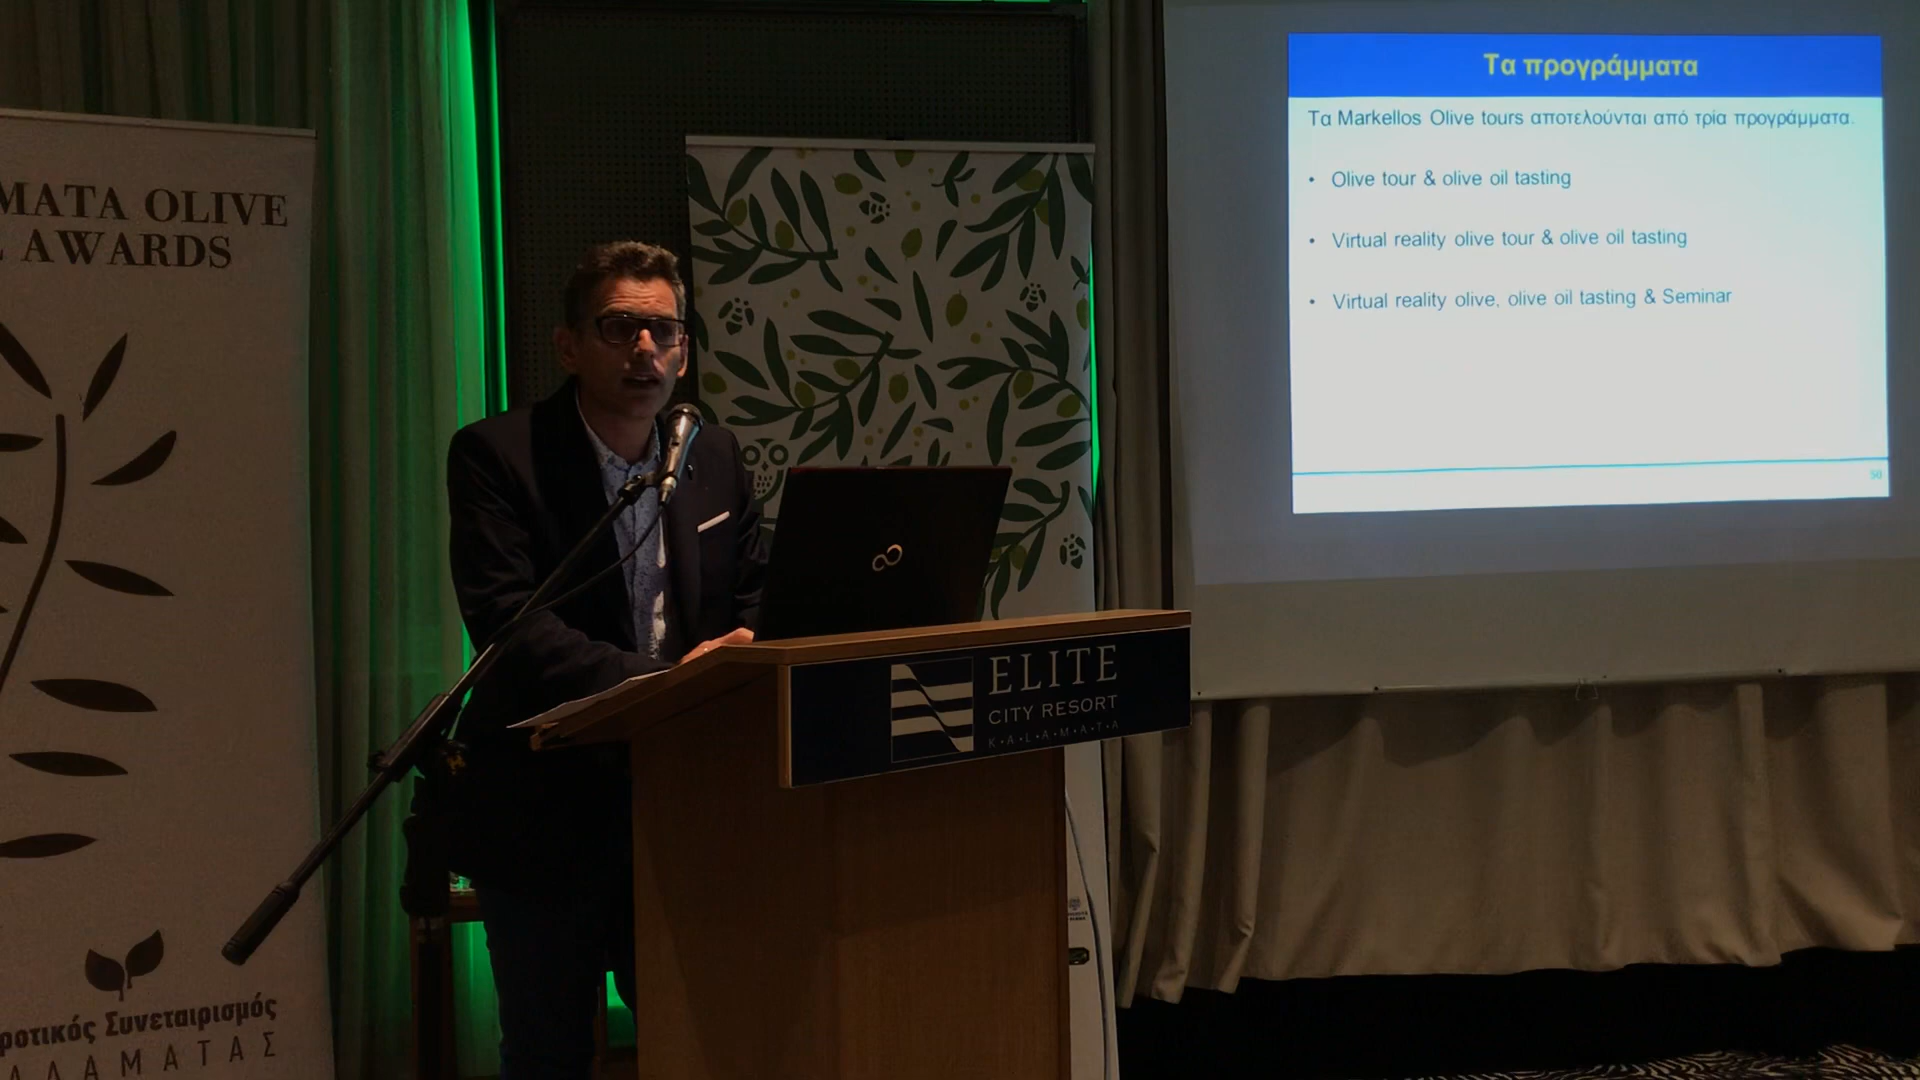 MATA OLIVE
AWARDS
Συνεταιρισμός
ΑΛΑΜΑΤΑΣ
ELITE
CITY RESORT
K·A·L·A·M·A·T·A
Τα προγράμματα
Τα Markellos Olive tours αποτελούνται από τρία προγράμματα.
• Olive tour & olive oil tasting
• Virtual reality olive tour & olive oil tasting
• Virtual reality olive, olive oil tasting & Seminar
50